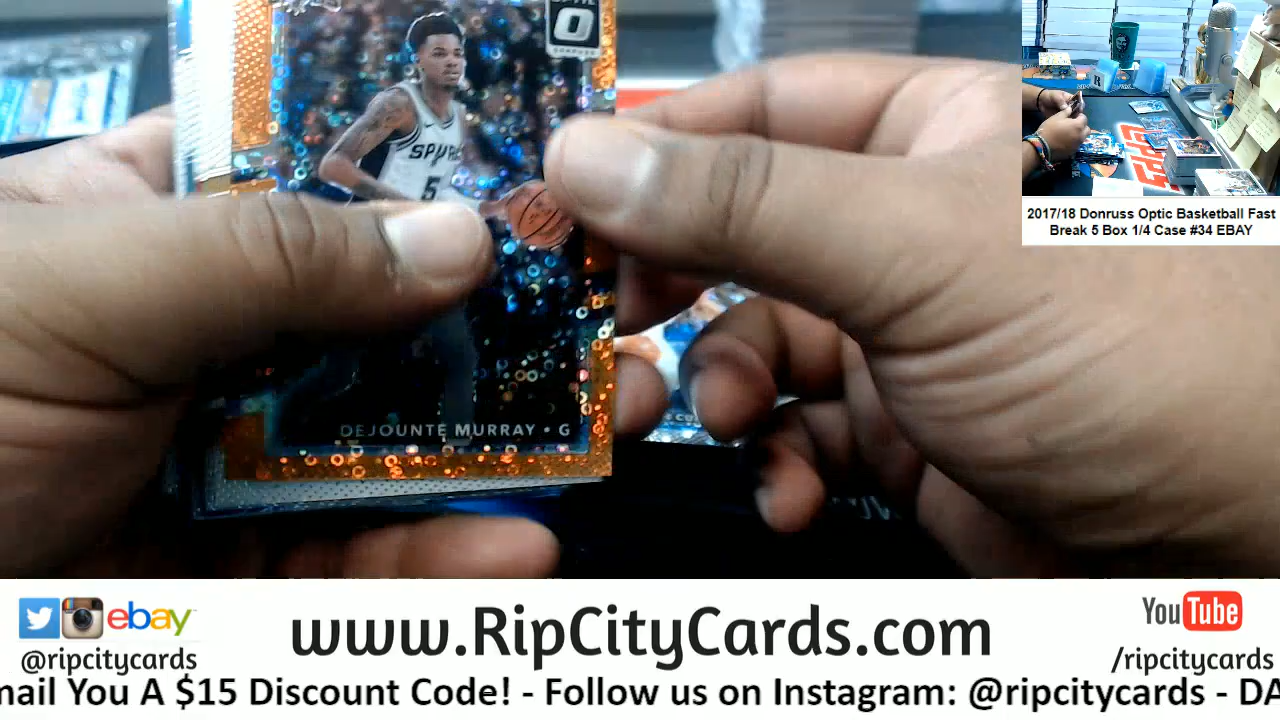 O
SPURS
5
DEJOUNTE MURRAY • G
2017/18 Donruss Optic Basketball Fast
Break 5 Box 1/4 Case #34 EBAY
ebay
@ripcitycards
www.RipCityCards.com
YouTube
/ripcitycards
mail You A $15 Discount Code! - Follow us on Instagram: @ripcitycards - DA